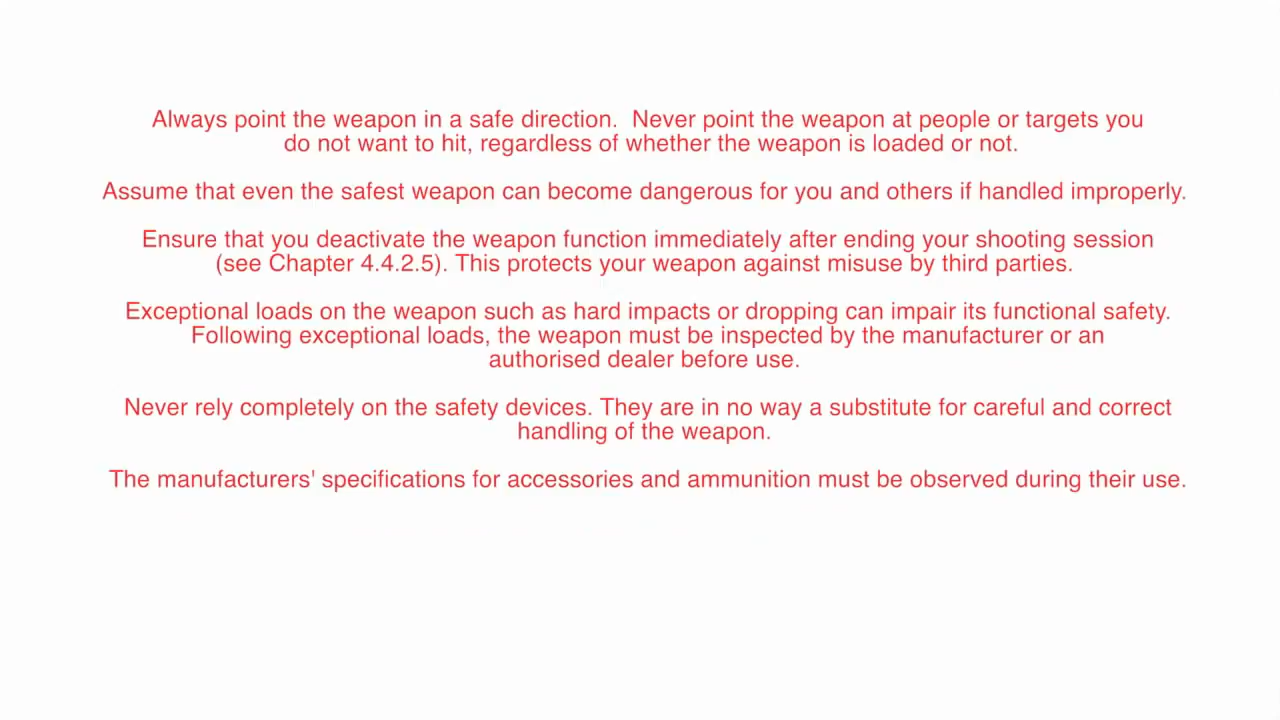 Always point the weapon in a safe direction.  Never point the weapon at people or targets you
do not want to hit, regardless of whether the weapon is loaded or not.
Assume that even the safest weapon can become dangerous for you and others if handled improperly.
Ensure that you deactivate the weapon function immediately after ending your shooting session
(see Chapter 4.4.2.5). This protects your weapon against misuse by third parties.
Exceptional loads on the weapon such as hard impacts or dropping can impair its functional safety.
Following exceptional loads, the weapon must be inspected by the manufacturer or an
authorised dealer before use.
Never rely completely on the safety devices. They are in no way a substitute for careful and correct
handling of the weapon.
The manufacturers' specifications for accessories and ammunition must be observed during their use.